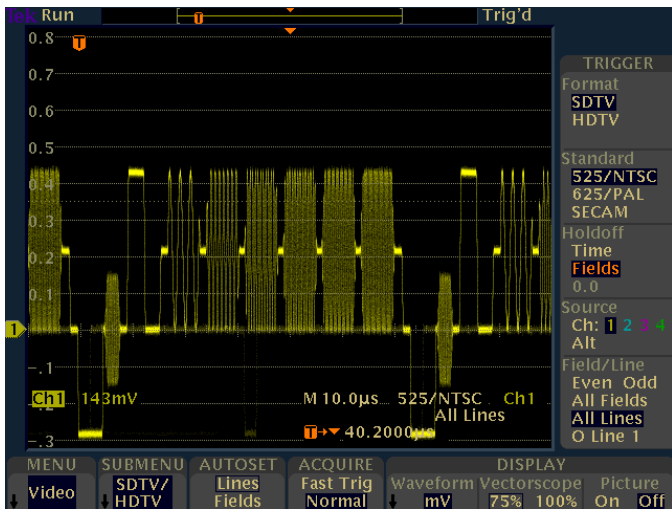 Tek Run Trig'd
T
T
0.8
0.7
0.6
0.5
0.4
0.3
0.2
0.1
1
-.1
-.3
Ch1 143mV M 10.0µs 525/NTSC Ch1
All Lines
T→▼ 40.2000µs
TRIGGER
Format
SDTV
HDTV
Standard
525/NTSC
625/PAL
SECAM
Holdoff
Time
Fields
0.0
Source
Ch: 1 2 3 4
Alt
Field/Line
Even Odd
All Fields
All Lines
O Line 1
MENU SUBMENU AUTOSET ACQUIRE DISPLAY
Video SDTV/ Lines Fast Trig Waveform Vectorscope Picture
HDTV Fields Normal mV 75% 100% On Off